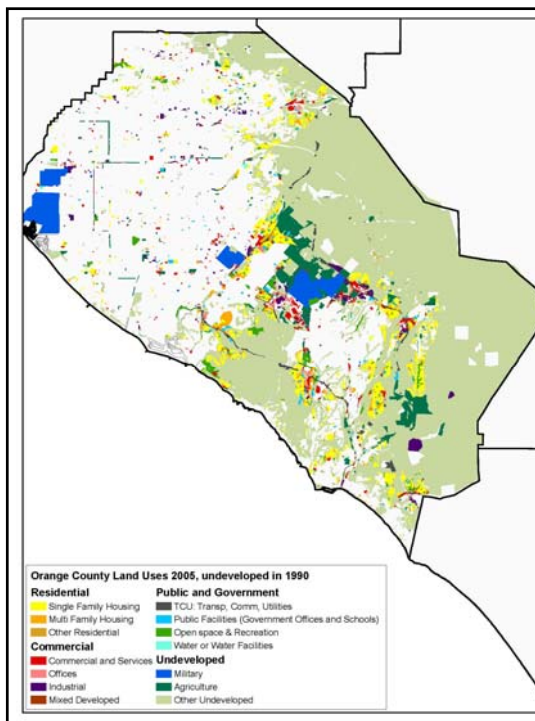 Orange County Land Uses 2005, undeveloped in 1990
Residential
Single Family Housing
Multi Family Housing
Other Residential
Commercial
Commercial and Services
Offices
Industrial
Mixed Developed
Public and Government
TCU: Transp, Comm, Utilities
Public Facilities (Government Offices and Schools)
Open space & Recreation
Water or Water Facilities
Undeveloped
Military
Agriculture
Other Undeveloped